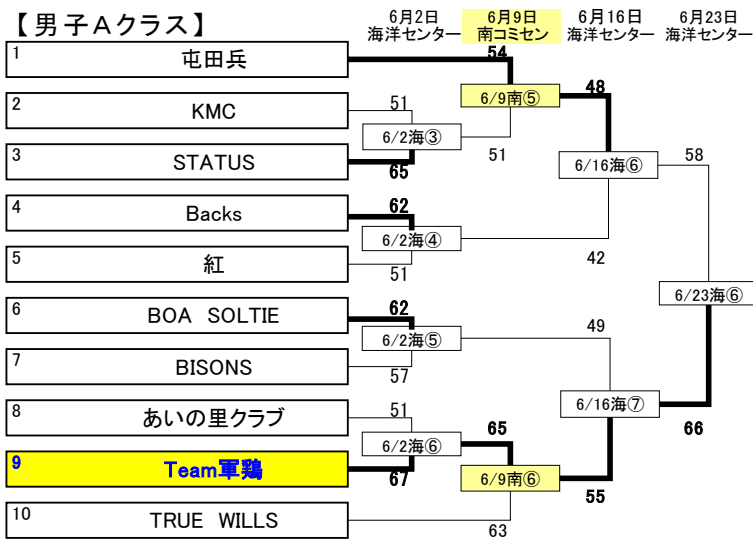 【男子Aクラス】
6月2日
海洋センター
6月9日
南コミセン
6月16日
海洋センター
6月23日
海洋センター
1 屯田兵
54
6/9南⑤
48
2 KMC
51
6/2海③
51
3 STATUS
65
6/16海⑥
58
4 Backs
62
6/2海④
42
5 紅
51
6/23海⑥
6 BOA SOLTIE
62
6/2海⑤
49
7 BISONS
57
6/16海⑦
66
8 あいの里クラブ
51
6/2海⑥
65
9 Team軍鶏
67
6/9南⑥
55
10 TRUE WILLS
63